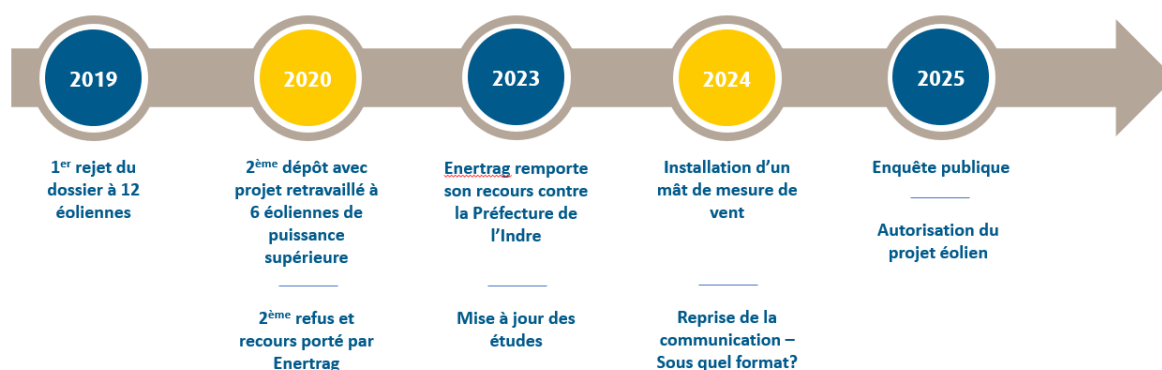 2019
1er rejet du
dossier à 12
éoliennes
2020
2ème dépôt avec
projet retravaillé à
6 éoliennes de
puissance
supérieure
2ème refus et
recours porté par
Enertrag
2023
Enertrag remporte
son recours contre
la Préfecture de
l’Indre
Mise à jour des
études
2024
Installation d’un
mât de mesure de
vent
Reprise de la
communication –
Sous quel format?
2025
Enquête publique
Autorisation du
projet éolien